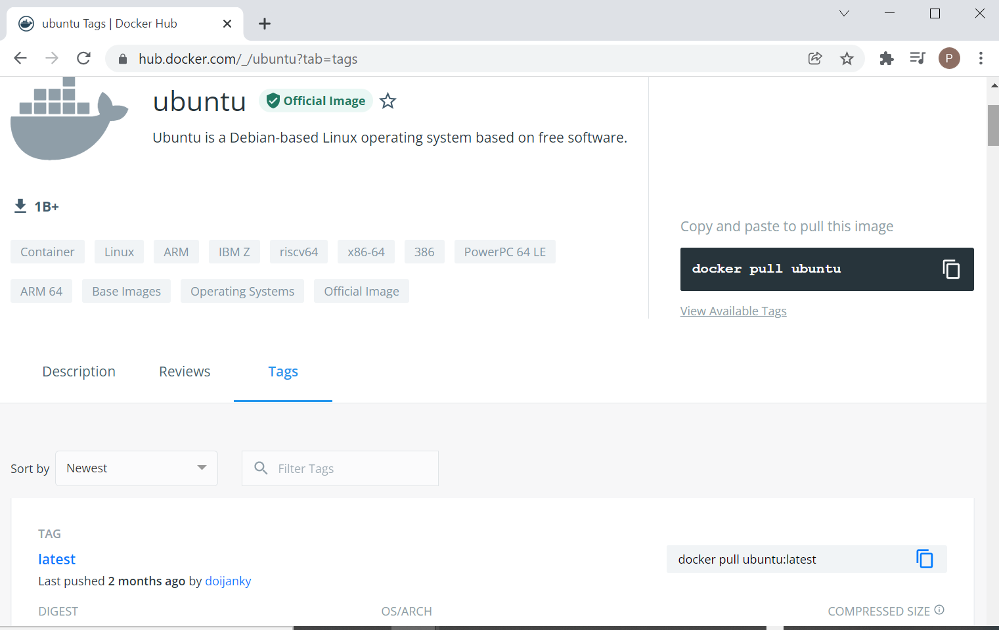 ubuntu Tags | Docker Hub
hub.docker.com/_/ubuntu?tab=tags
P
ubuntu Official Image
Ubuntu is a Debian-based Linux operating system based on free software.
1B+
Copy and paste to pull this image
Container Linux ARM IBM Z riscv64 x86-64 386 PowerPC 64 LE
docker pull ubuntu
ARM 64 Base Images Operating Systems Official Image
View Available Tags
Description Reviews Tags
Sort by Newest Filter Tags
TAG
latest
docker pull ubuntu:latest
Last pushed 2 months ago by doijanky
DIGEST OS/ARCH COMPRESSED SIZE